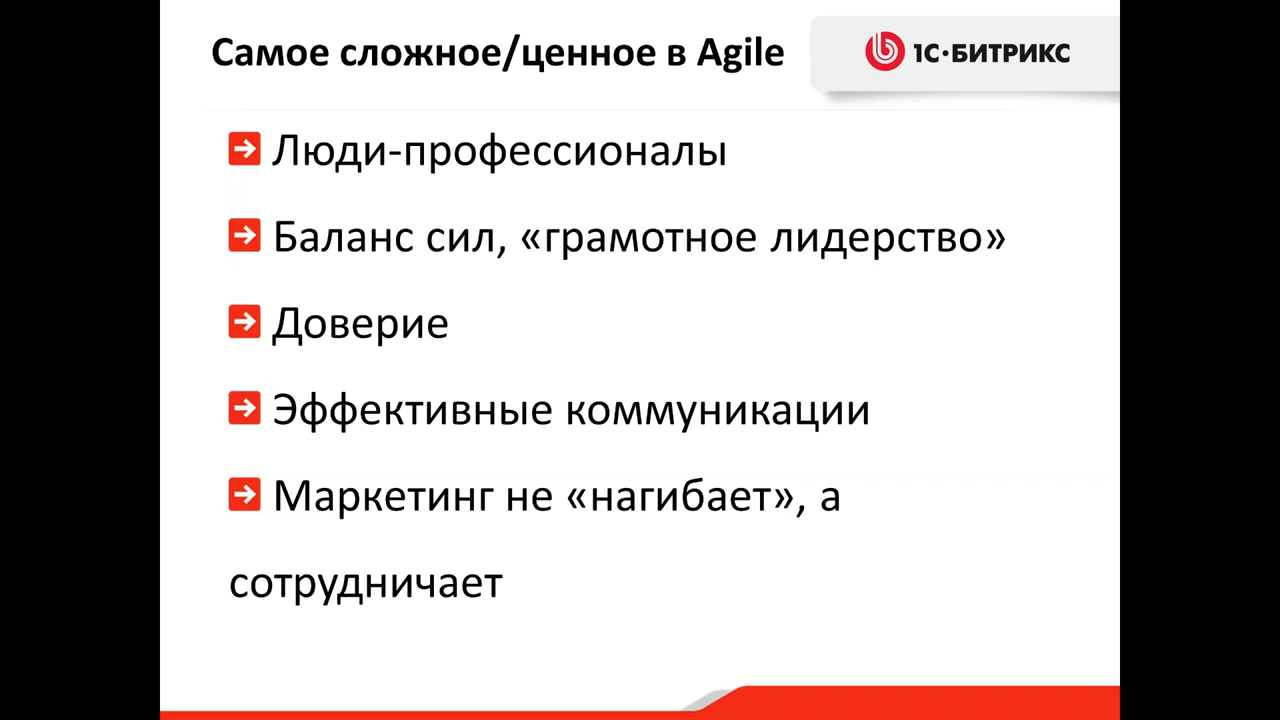 Самое сложное/ценное в Agile
1С·БИТРИКС
Люди-профессионалы
Баланс сил, «грамотное лидерство»
Доверие
Эффективные коммуникации
Маркетинг не «нагибает», а
сотрудничает